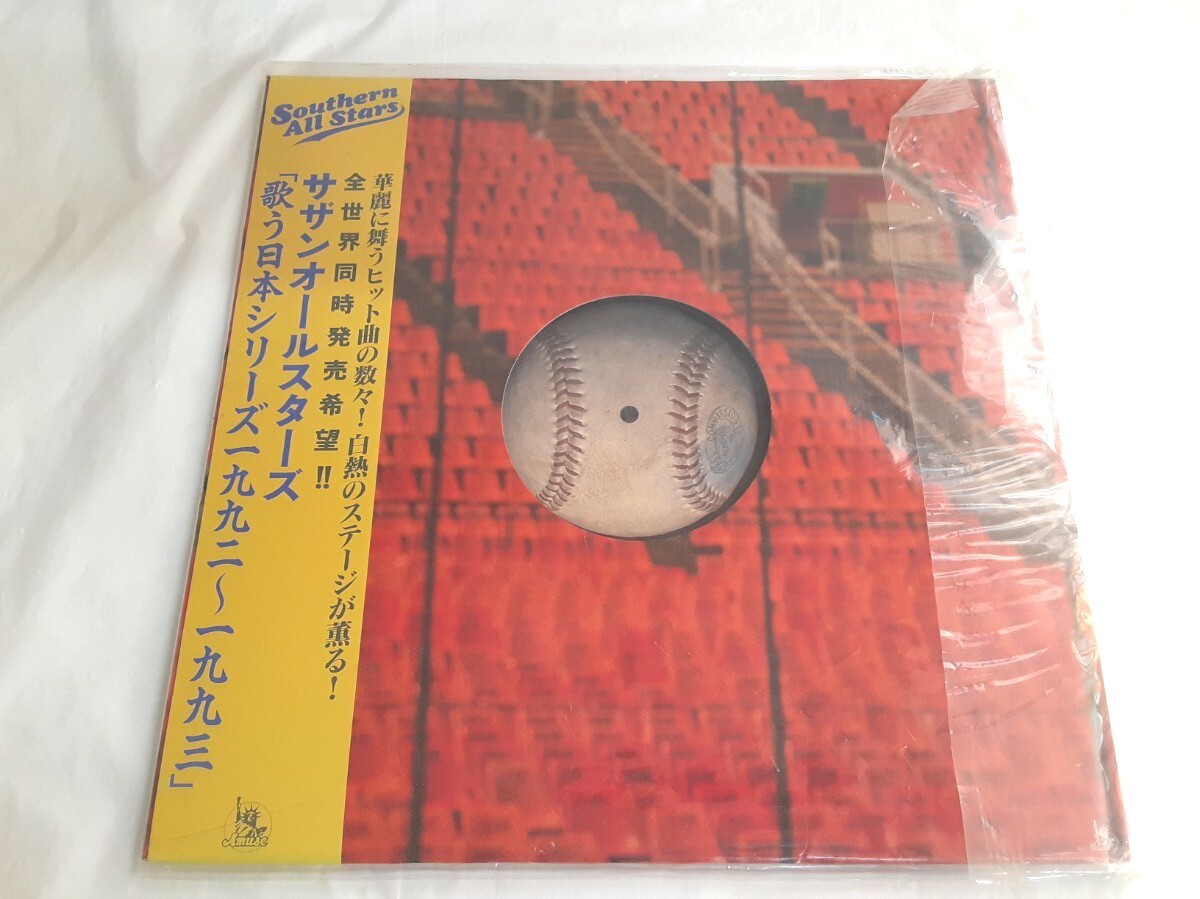 Southern
All Stars
華麗に舞うヒット曲の数々！白熱のステージが薫る！
全世界同時発売希望!!
サザンオールスターズ
「歌う日本シリーズ一九九二〜一九九三」
Amuse